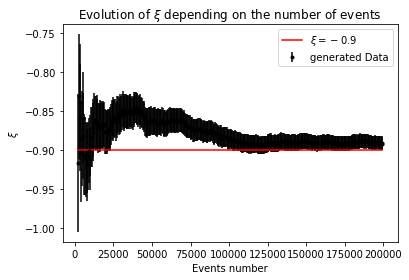 Evolution of ξ depending on the number of events
ξ = − 0.9
generated Data
−0.75
−0.80
−0.85
−0.90
−0.95
−1.00
ξ
0 25000 50000 75000 100000 125000 150000 175000 200000
Events number